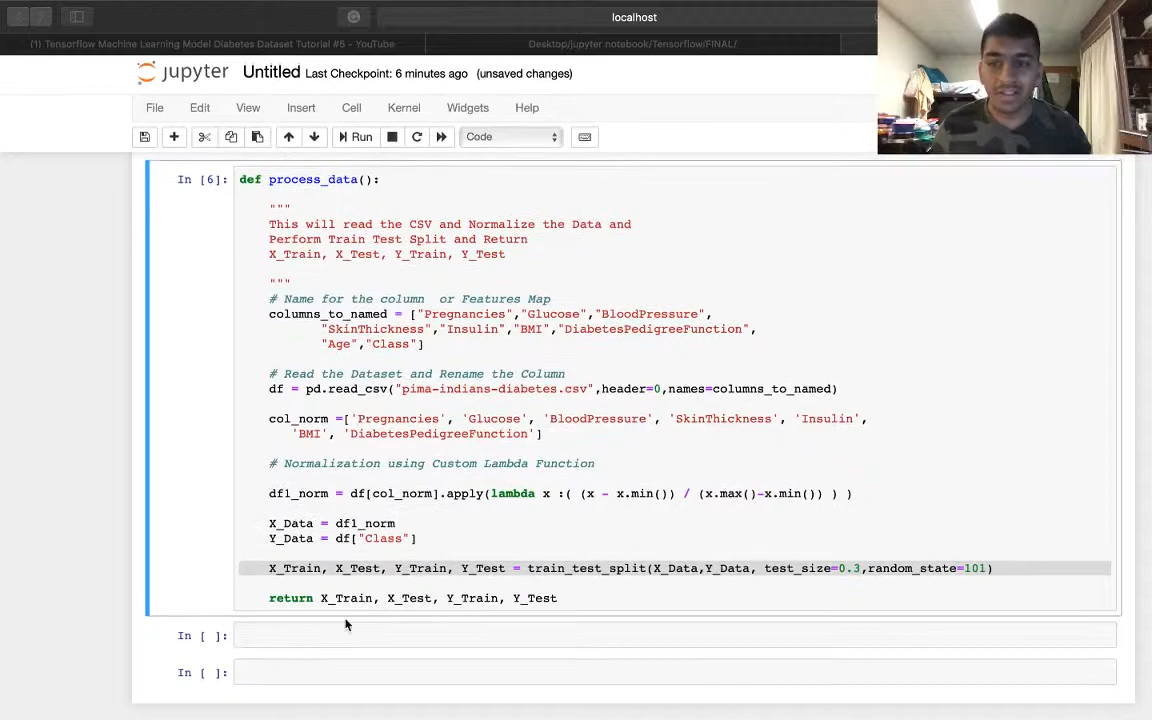 localhost
(1) Tensorflow Machine Learning Model Diabetes Dataset Tutorial #5 - YouTube
Desktop/jupyter notebook/Tensorflow/FINAL/
jupyter Untitled Last Checkpoint: 6 minutes ago (unsaved changes)
File Edit View Insert Cell Kernel Widgets Help
Run Code
In [6]: def process_data():
"""
This will read the CSV and Normalize the Data and
Perform Train Test Split and Return
X_Train, X_Test, Y_Train, Y_Test
"""
# Name for the column  or Features Map
columns_to_named = ["Pregnancies","Glucose","BloodPressure",
"SkinThickness","Insulin","BMI","DiabetesPedigreeFunction",
"Age","Class"]
# Read the Dataset and Rename the Column
df = pd.read_csv("pima-indians-diabetes.csv",header=0,names=columns_to_named)
col_norm =['Pregnancies', 'Glucose', 'BloodPressure', 'SkinThickness', 'Insulin',
'BMI', 'DiabetesPedigreeFunction']
# Normalization using Custom Lambda Function
df1_norm = df[col_norm].apply(lambda x :( (x - x.min()) / (x.max()-x.min()) ) )
X_Data = df1_norm
Y_Data = df["Class"]
X_Train, X_Test, Y_Train, Y_Test = train_test_split(X_Data,Y_Data, test_size=0.3,random_state=101)
return X_Train, X_Test, Y_Train, Y_Test
In [ ]:
In [ ]: